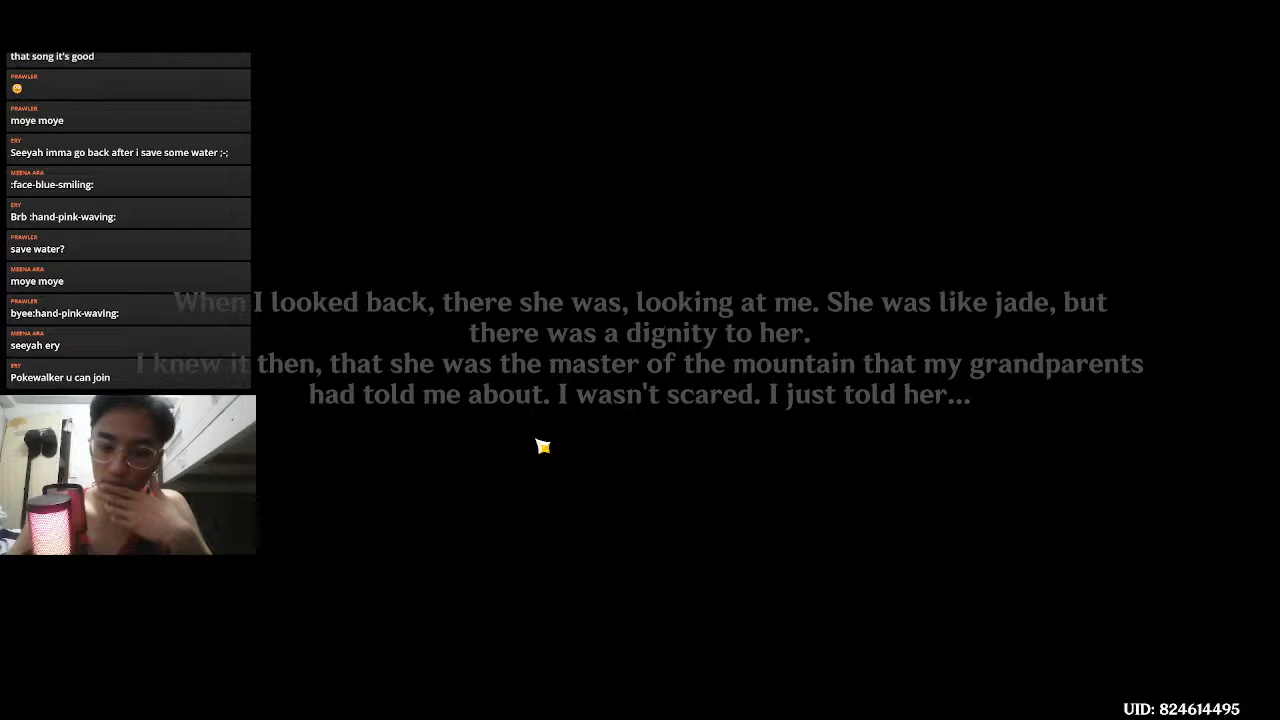 that song it's good
PRAWLER
PRAWLER
moye moye
ERY
Seeyah imma go back after i save some water ;-;
MEENA ARA
:face-blue-smiling:
ERY
Brb :hand-pink-waving:
PRAWLER
save water?
MEENA ARA
moye moye
PRAWLER
byee:hand-pink-waving:
MEENA ARA
seeyah ery
ERY
Pokewalker u can join
When I looked back, there she was, looking at me. She was like jade, but
there was a dignity to her.
I knew it then, that she was the master of the mountain that my grandparents
had told me about. I wasn't scared. I just told her...
UID: 824614495